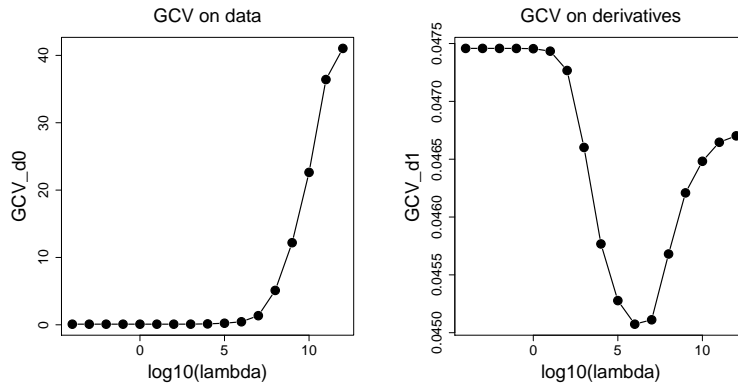 GCV on data
GCV_d0
40
30
20
10
0
0 5 10
log10(lambda)
GCV on derivatives
GCV_d1
0.0475
0.0470
0.0465
0.0460
0.0455
0.0450
0 5 10
log10(lambda)